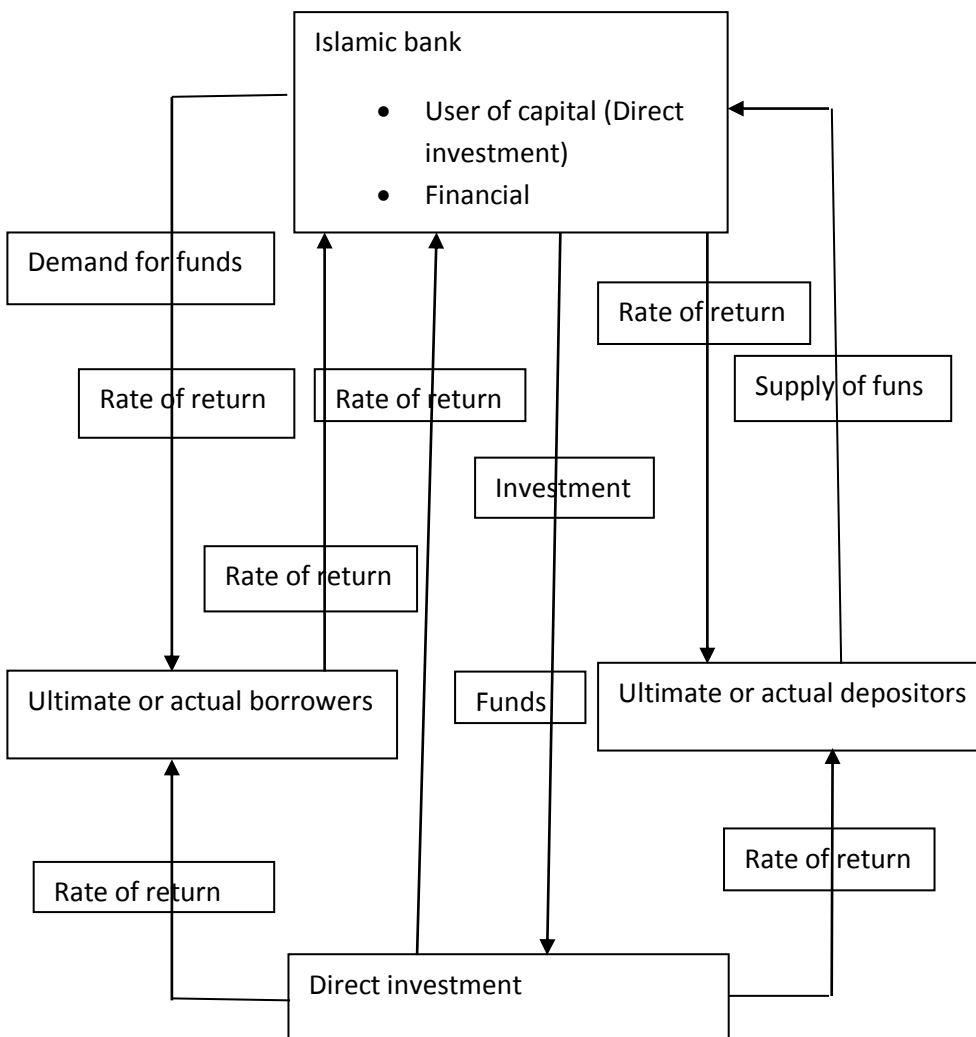 Islamic bank
• User of capital (Direct
investment)
• Financial
Demand for funds
Rate of return
Rate of return
Rate of return
Supply of funs
Investment
Rate of return
Ultimate or actual borrowers
Funds
Ultimate or actual depositors
Rate of return
Rate of return
Direct investment